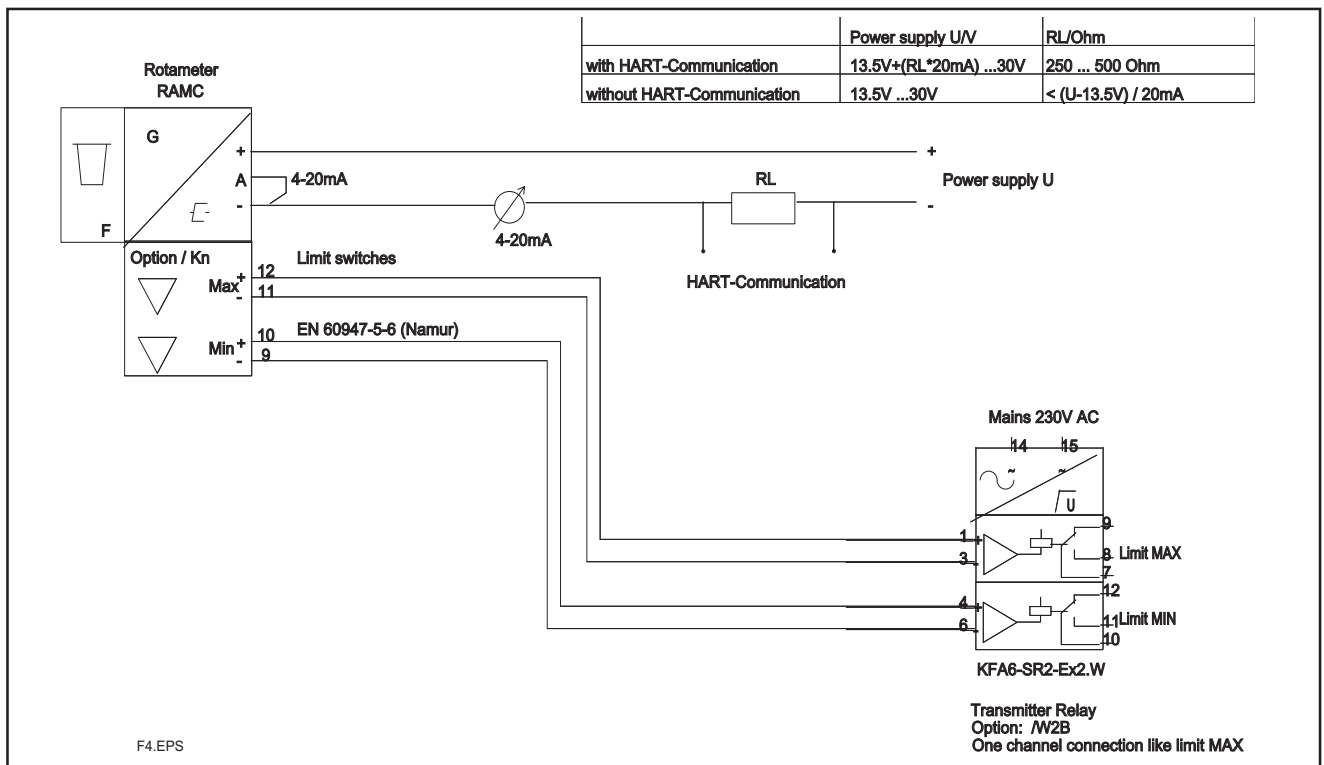 Power supply U/V RL/Ohm
with HART-Communication 13.5V+(RL*20mA) ...30V 250 ... 500 Ohm
without HART-Communication 13.5V ...30V < (U-13.5V) / 20mA
Rotameter
RAMC
G
+
A 4-20mA
-
F
4-20mA
RL
+
Power supply U
-
HART-Communication
Option / Kn
Limit switches
Max + 12
- 11
EN 60947-5-6 (Namur)
Min + 10
- 9
Mains 230V AC
14 15
~ ~
U
1 + 9
3 - 8 Limit MAX
7
4 + 12
6 - 11 Limit MIN
10
KFA6-SR2-Ex2.W
Transmitter Relay
Option: /W2B
One channel connection like limit MAX
F4.EPS